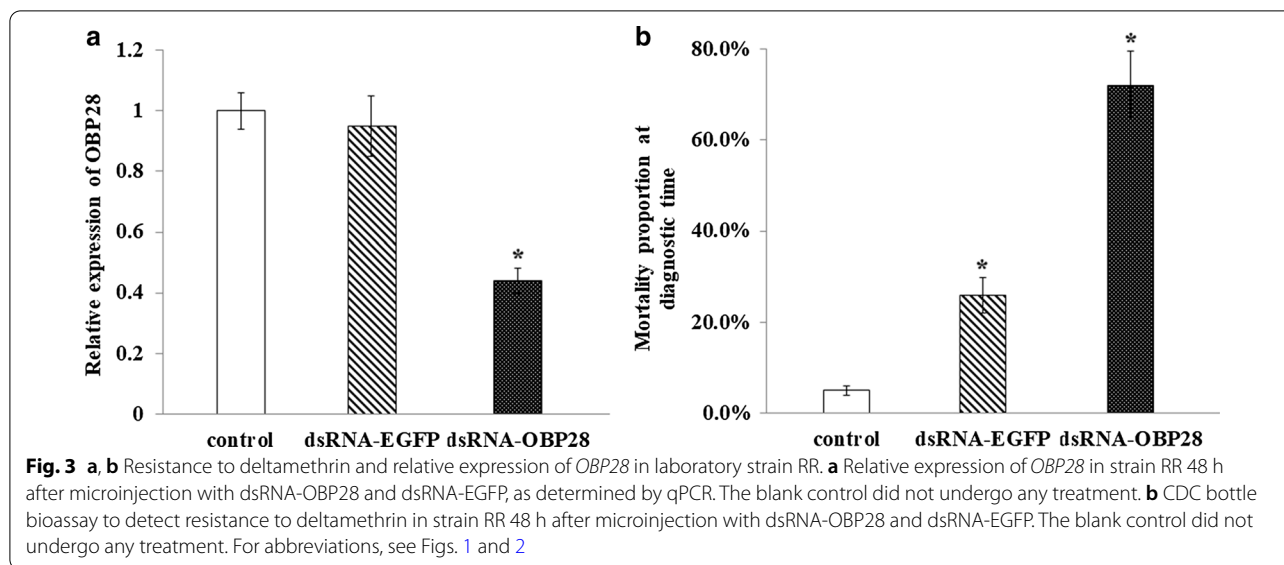 a
1.2
1
0.8
0.6
0.4
0.2
0
Relative expression of OBP28
*
control dsRNA-EGFP dsRNA-OBP28
b
80.0%
60.0%
40.0%
20.0%
0.0%
Mortality proportion at
diagnostic time
*
*
control dsRNA-EGFP dsRNA-OBP28
Fig. 3 a, b Resistance to deltamethrin and relative expression of OBP28 in laboratory strain RR. a Relative expression of OBP28 in strain RR 48 h
after microinjection with dsRNA-OBP28 and dsRNA-EGFP, as determined by qPCR. The blank control did not undergo any treatment. b CDC bottle
bioassay to detect resistance to deltamethrin in strain RR 48 h after microinjection with dsRNA-OBP28 and dsRNA-EGFP. The blank control did not
undergo any treatment. For abbreviations, see Figs. 1 and 2